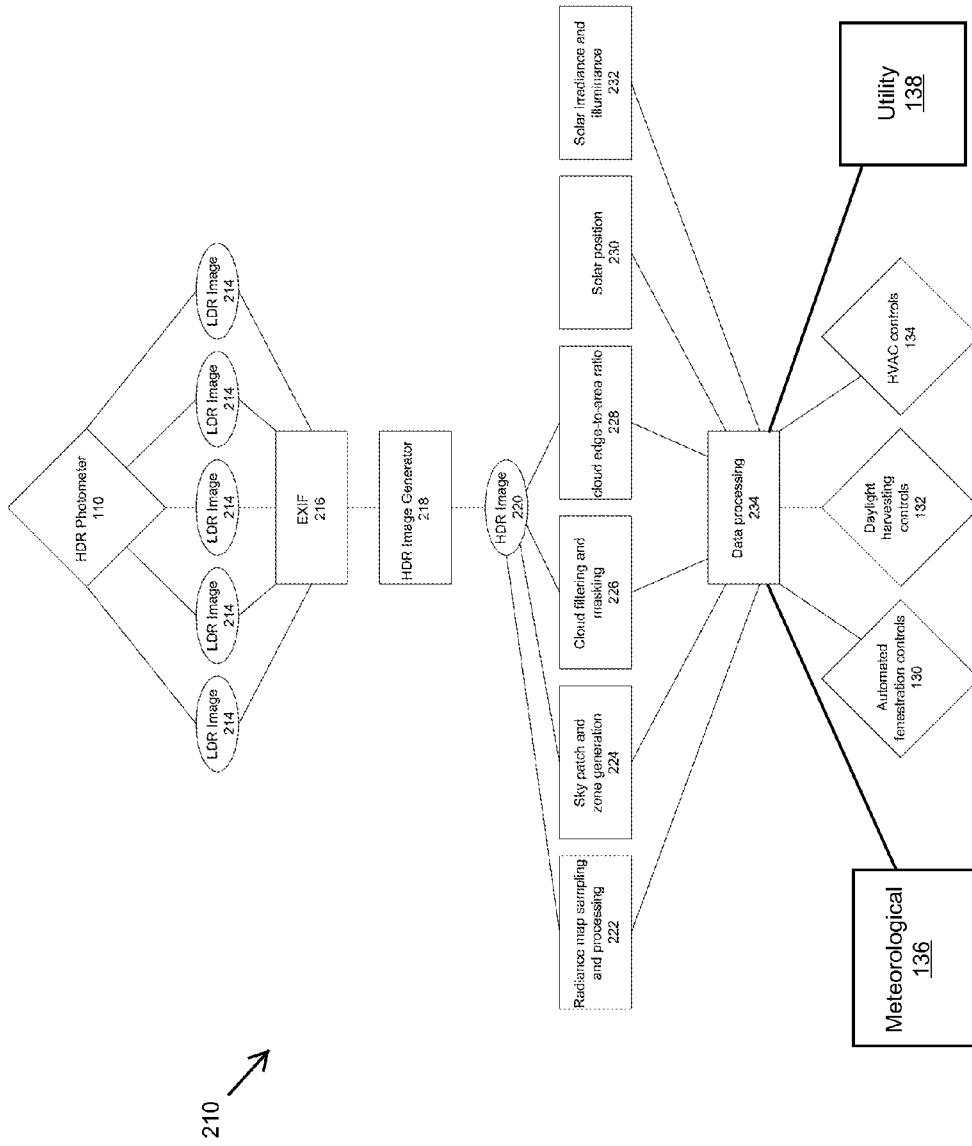 HDR Photometer
110
LDR Image
214
LDR Image
214
LDR Image
214
LDR Image
214
LDR Image
214
EXIF
216
HDR Image Generator
218
HDR Image
220
Radiance map sampling
and processing
222
Sky patch and
zone generation
224
Cloud filtering and
masking
226
cloud edge-to-area ratio
228
Solar position
230
Solar irradiance and
illuminance
232
Data processing
234
Meteorological
136
Automated
fenestration controls
130
Daylight
harvesting
controls
132
HVAC controls
134
Utility
138
210